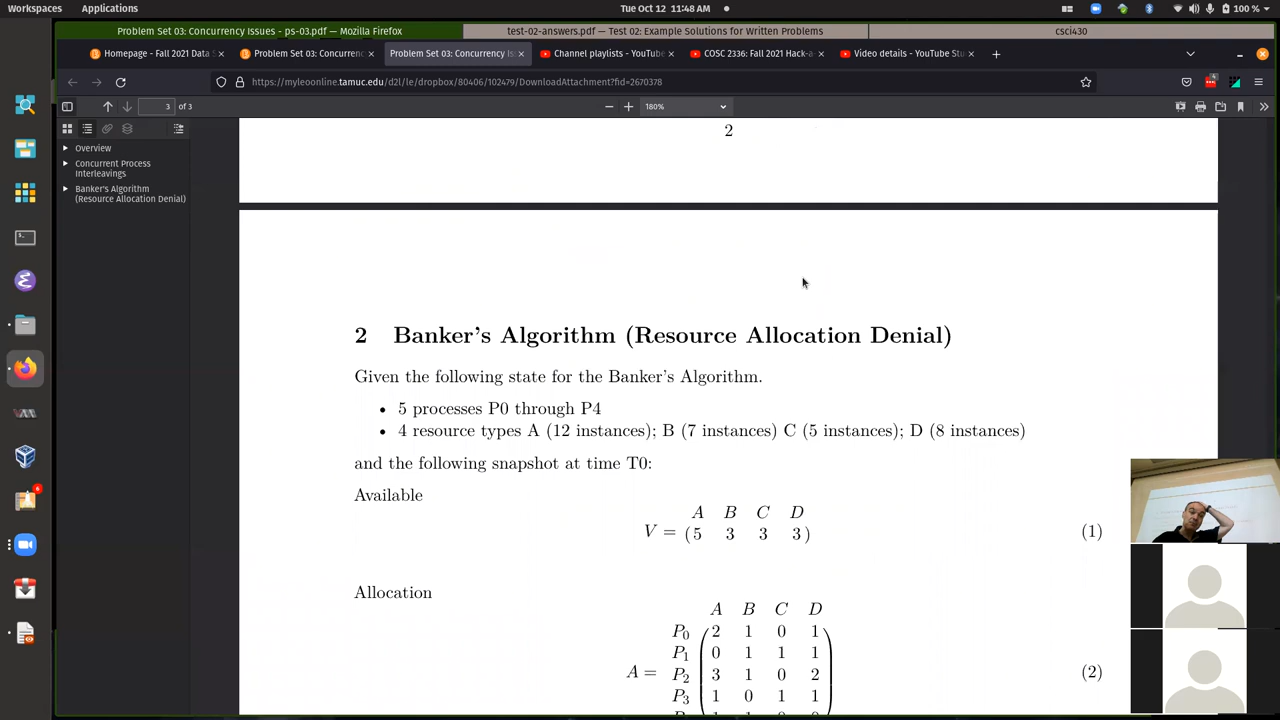 Workspaces Applications Tue Oct 12 11:48 AM 100 %
Problem Set 03: Concurrency Issues - ps-03.pdf — Mozilla Firefox test-02-answers.pdf — Test 02: Example Solutions for Written Problems csci430
Homepage - Fall 2021 Data S Problem Set 03: Concurrenc Problem Set 03: Concurrency Is Channel playlists - YouTube COSC 2336: Fall 2021 Hack-a Video details - YouTube Stu
https://myleoonline.tamuc.edu/d2l/le/dropbox/80406/102479/DownloadAttachment?fid=2670378
3 of 3 180%
Overview
Concurrent Process
Interleavings
Banker's Algorithm
(Resource Allocation Denial)
2
2 Banker's Algorithm (Resource Allocation Denial)
Given the following state for the Banker's Algorithm.
• 5 processes P0 through P4
• 4 resource types A (12 instances); B (7 instances) C (5 instances); D (8 instances)
and the following snapshot at time T0:
Available
A B C D
V = (5 3 3 3) (1)
Allocation
A B C D
P0 2 1 0 1
P1 0 1 1 1
A = P2 3 1 0 2 (2)
P3 1 0 1 1